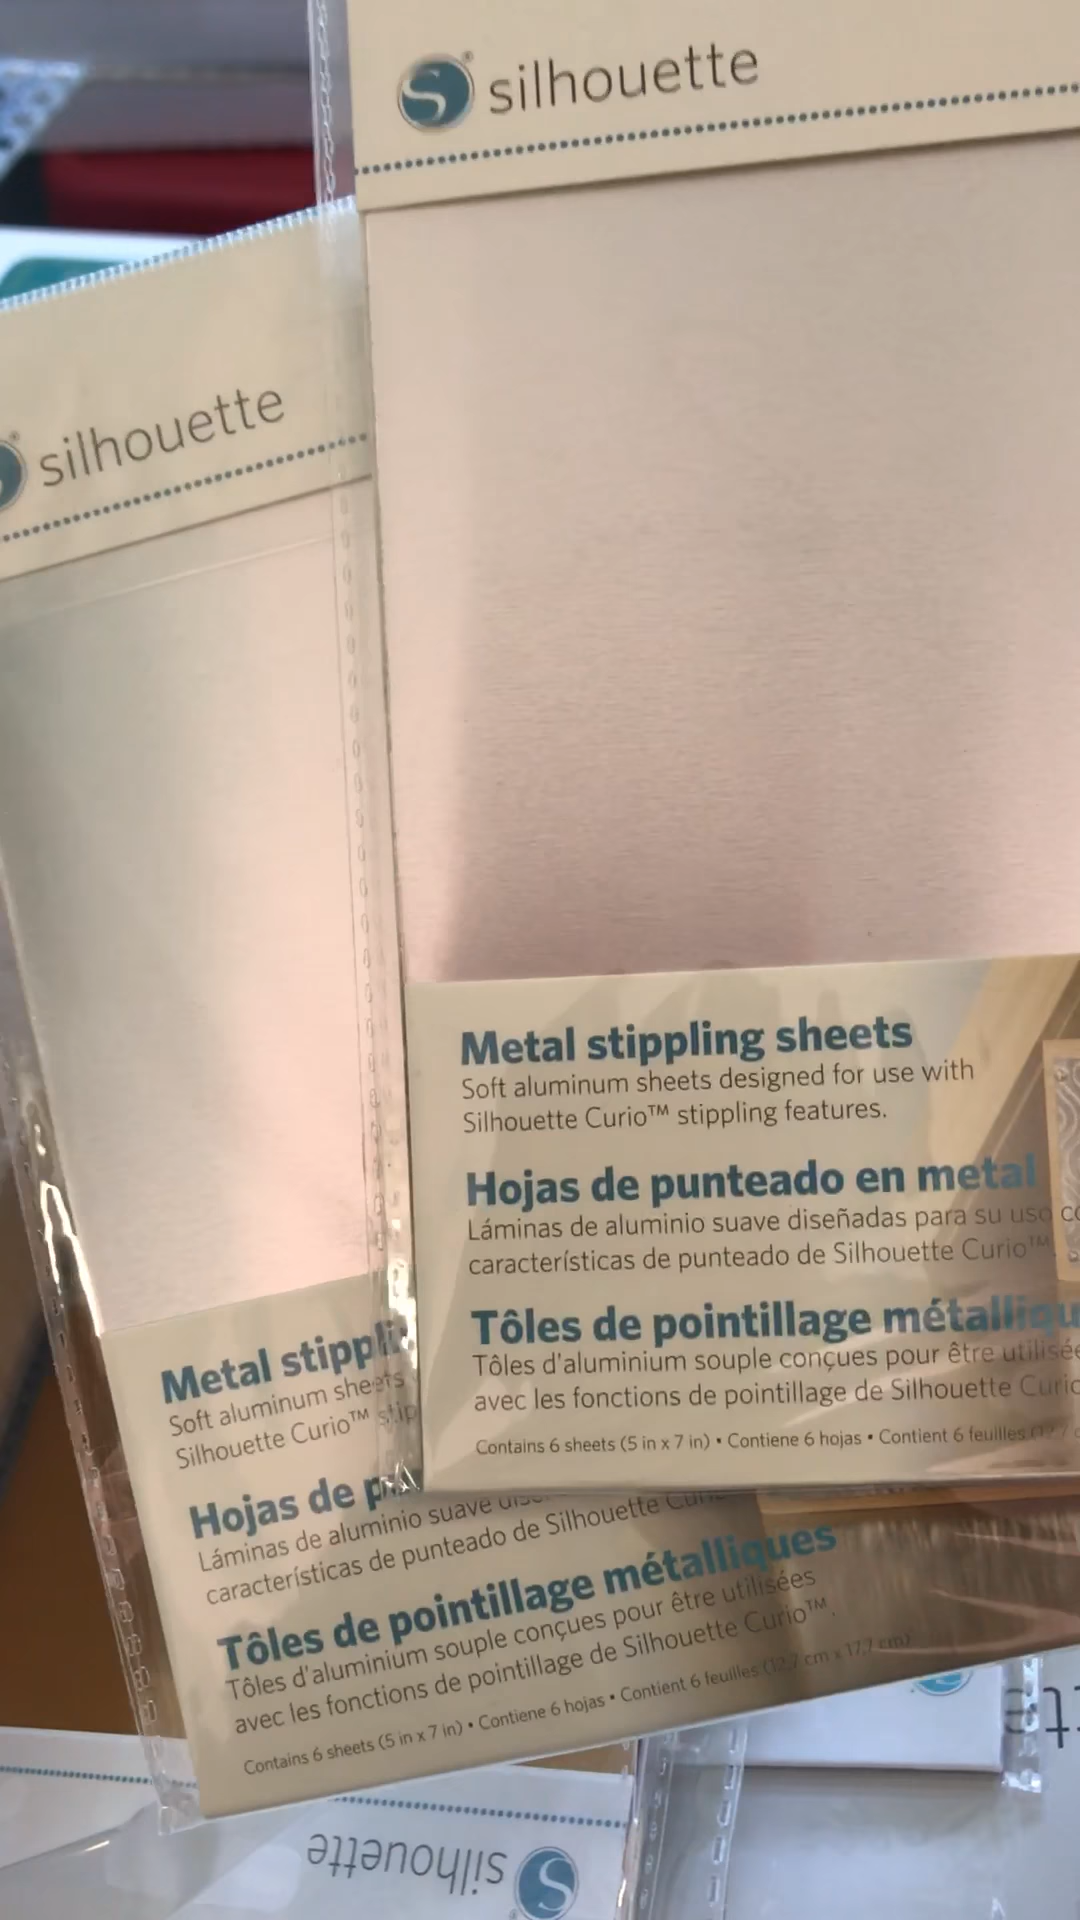 silhouette
Metal stippling sheets
Soft aluminum sheets designed for use with
Silhouette Curio™ stippling features.
Hojas de punteado en metal
Láminas de aluminio suave diseñadas para su uso
características de punteado de Silhouette Curio™
Tôles de pointillage
Tôles d'aluminium souple conçues pour être
avec les fonctions de pointillage de Silhouette
Contains 6 sheets (5 in x 7 in) • Contiene 6 hojas • Contient 6 feuilles
silhouette
Metal
Soft aluminum sheets
Silhouette Curio™
Hojas de
Láminas de aluminio suave
características de punteado de Silhouette
Tôles de pointillage métalliques
Tôles d'aluminium souple conçues pour être utilisées
avec les fonctions de pointillage de Silhouette Curio™.
Contains 6 sheets (5 in x 7 in) • Contiene 6 hojas • Contient 6 feuilles (12,7 cm x 17,7 cm)
silhouette